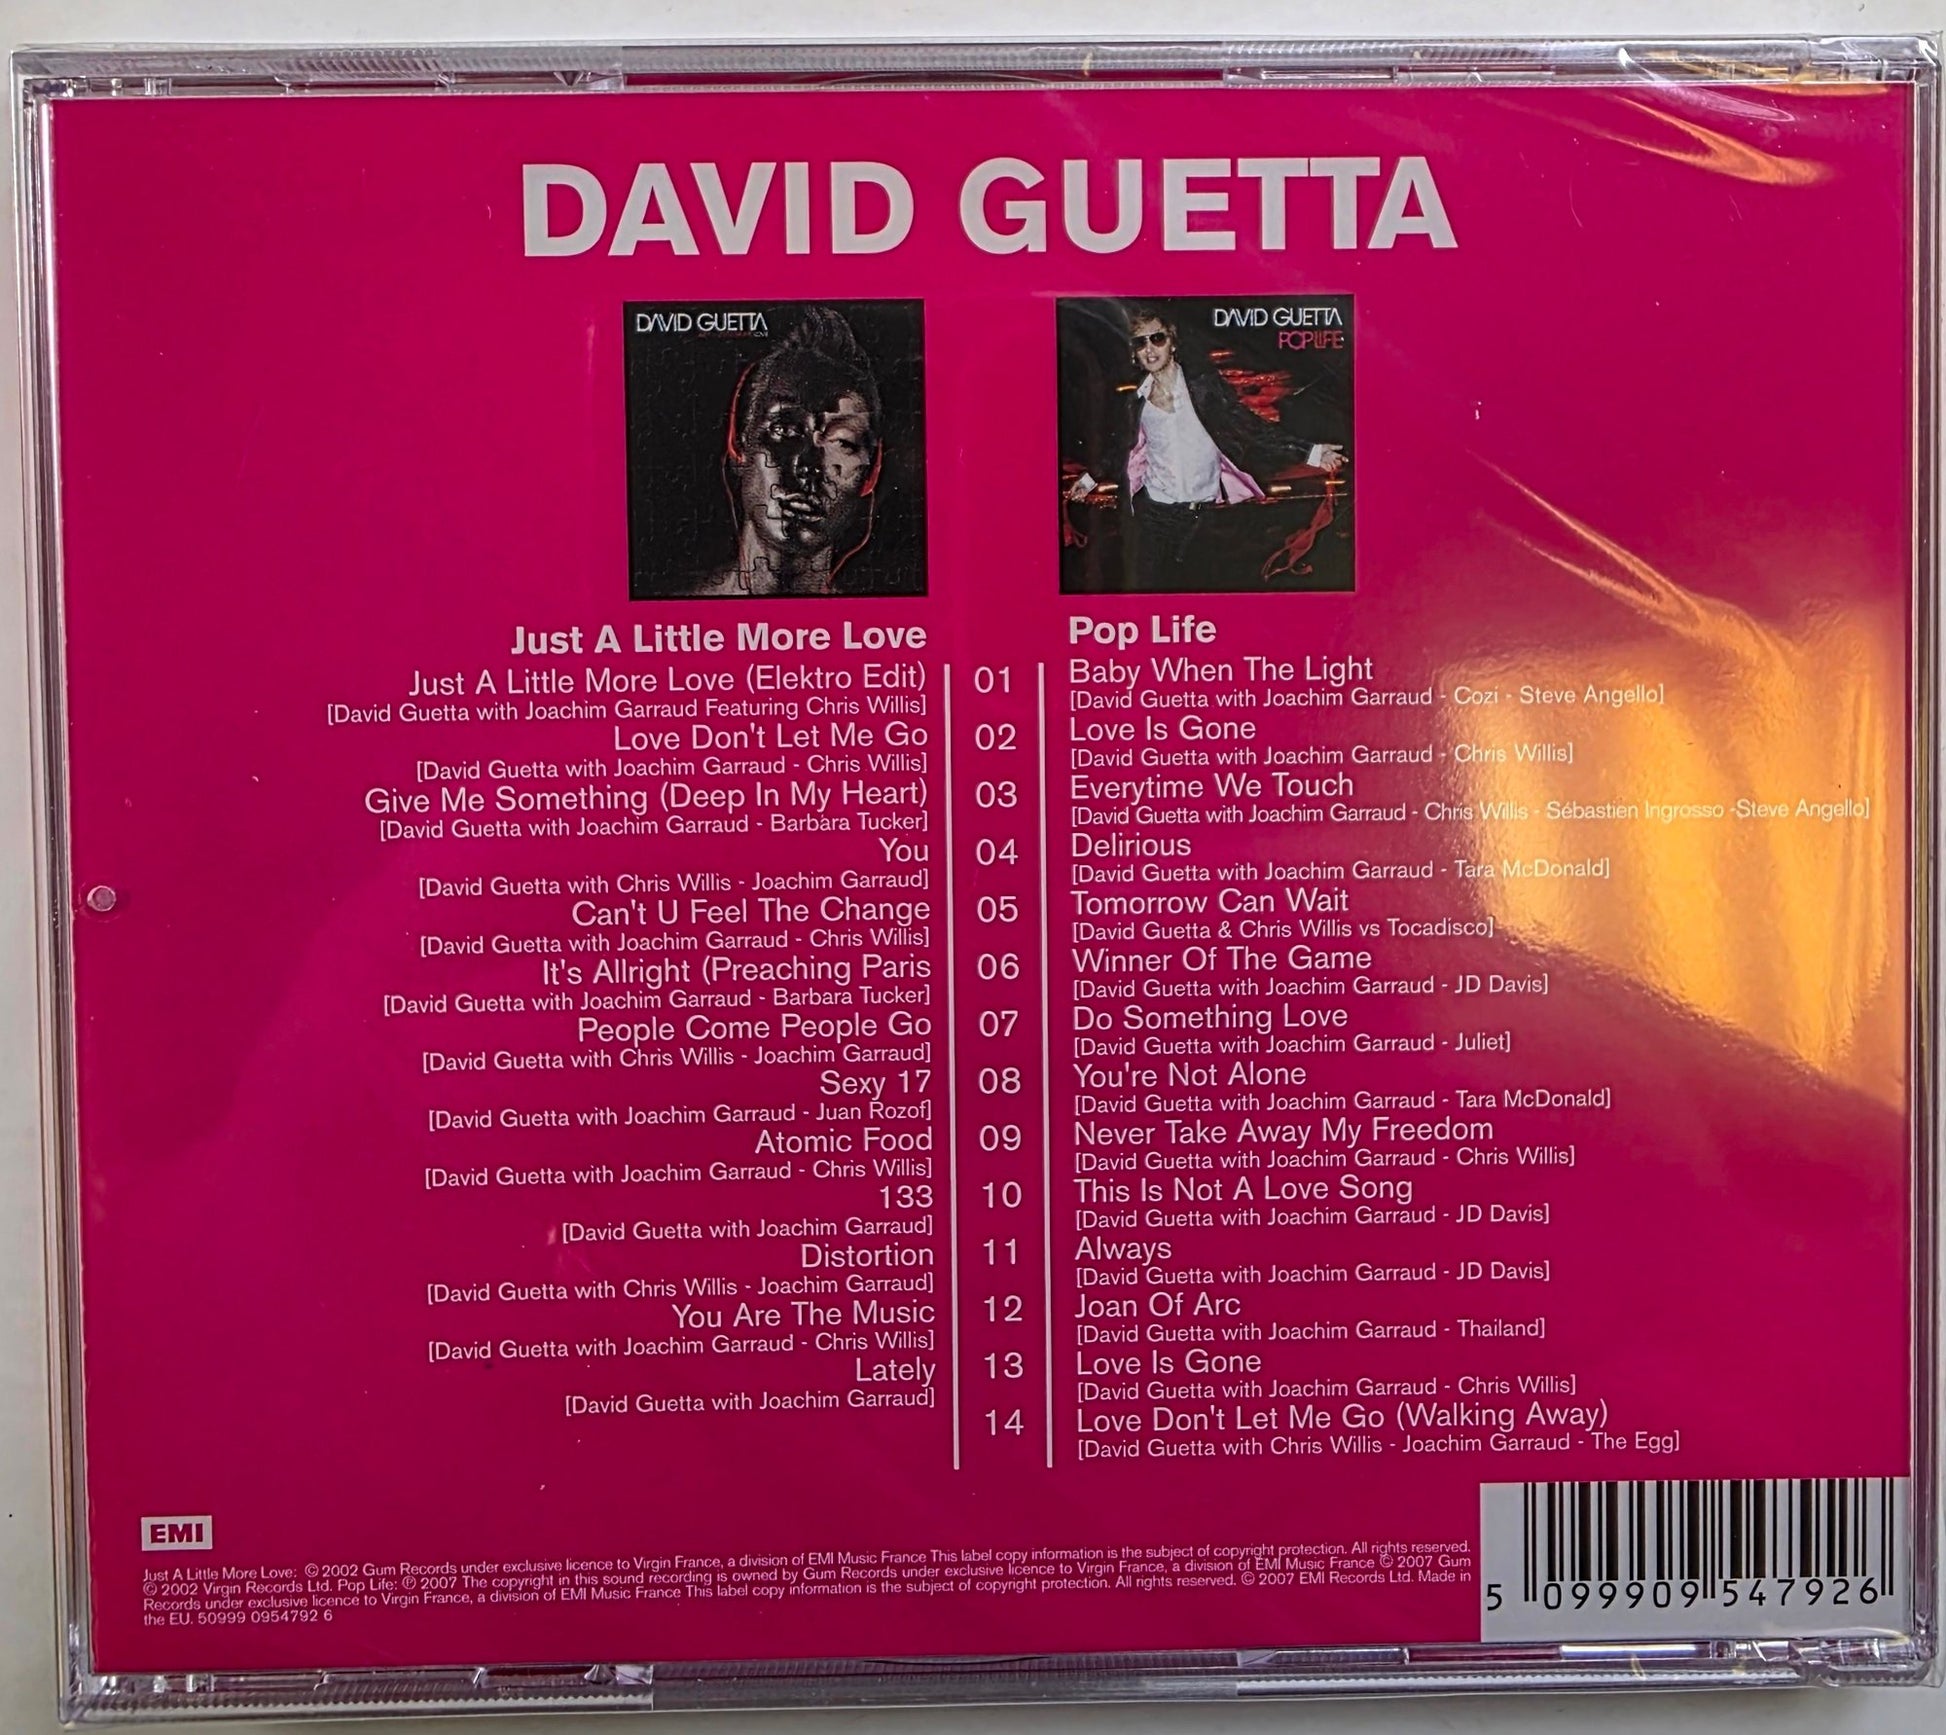 DAVID GUETTA
DAVID GUETTA
DAVID GUETTA
POPLIFE
Just A Little More Love
Just A Little More Love (Elektro Edit)
[David Guetta with Joachim Garraud Featuring Chris Willis]
Love Don't Let Me Go
[David Guetta with Joachim Garraud - Chris Willis]
Give Me Something (Deep In My Heart)
[David Guetta with Joachim Garraud - Barbara Tucker]
You
[David Guetta with Chris Willis - Joachim Garraud]
Can't U Feel The Change
[David Guetta with Joachim Garraud - Chris Willis]
It's Allright (Preaching Paris
[David Guetta with Joachim Garraud - Barbara Tucker]
People Come People Go
[David Guetta with Chris Willis - Joachim Garraud]
Sexy 17
[David Guetta with Joachim Garraud - Juan Rozof]
Atomic Food
[David Guetta with Joachim Garraud - Chris Willis]
133
[David Guetta with Joachim Garraud]
Distortion
[David Guetta with Chris Willis - Joachim Garraud]
You Are The Music
[David Guetta with Joachim Garraud - Chris Willis]
Lately
[David Guetta with Joachim Garraud]
01
02
03
04
05
06
07
08
09
10
11
12
13
14
Pop Life
Baby When The Light
[David Guetta with Joachim Garraud - Cozi - Steve Angello]
Love Is Gone
[David Guetta with Joachim Garraud - Chris Willis]
Everytime We Touch
[David Guetta with Joachim Garraud - Chris Willis - Sébastien Ingrosso -Steve Angello]
Delirious
[David Guetta with Joachim Garraud - Tara McDonald]
Tomorrow Can Wait
[David Guetta & Chris Willis vs Tocadisco]
Winner Of The Game
[David Guetta with Joachim Garraud - JD Davis]
Do Something Love
[David Guetta with Joachim Garraud - Juliet]
You're Not Alone
[David Guetta with Joachim Garraud - Tara McDonald]
Never Take Away My Freedom
[David Guetta with Joachim Garraud - Chris Willis]
This Is Not A Love Song
[David Guetta with Joachim Garraud - JD Davis]
Always
[David Guetta with Joachim Garraud - JD Davis]
Joan Of Arc
[David Guetta with Joachim Garraud - Thailand]
Love Is Gone
[David Guetta with Joachim Garraud - Chris Willis]
Love Don't Let Me Go (Walking Away)
[David Guetta with Chris Willis - Joachim Garraud - The Egg]
EMI
Just A Little More Love: © 2002 Gum Records under exclusive licence to Virgin France, a division of EMI Music France This label copy information is the subject of copyright protection. All rights reserved.
© 2002 Virgin Records Ltd. Pop Life: ℗ 2007 The copyright in this sound recording is owned by Gum Records under exclusive licence to Virgin France, a division of EMI Music France © 2007 Gum
Records under exclusive licence to Virgin France, a division of EMI Music France This label copy information is the subject of copyright protection. All rights reserved. © 2007 EMI Records Ltd. Made in
the EU. 50999 0954792 6
5 099909 547926